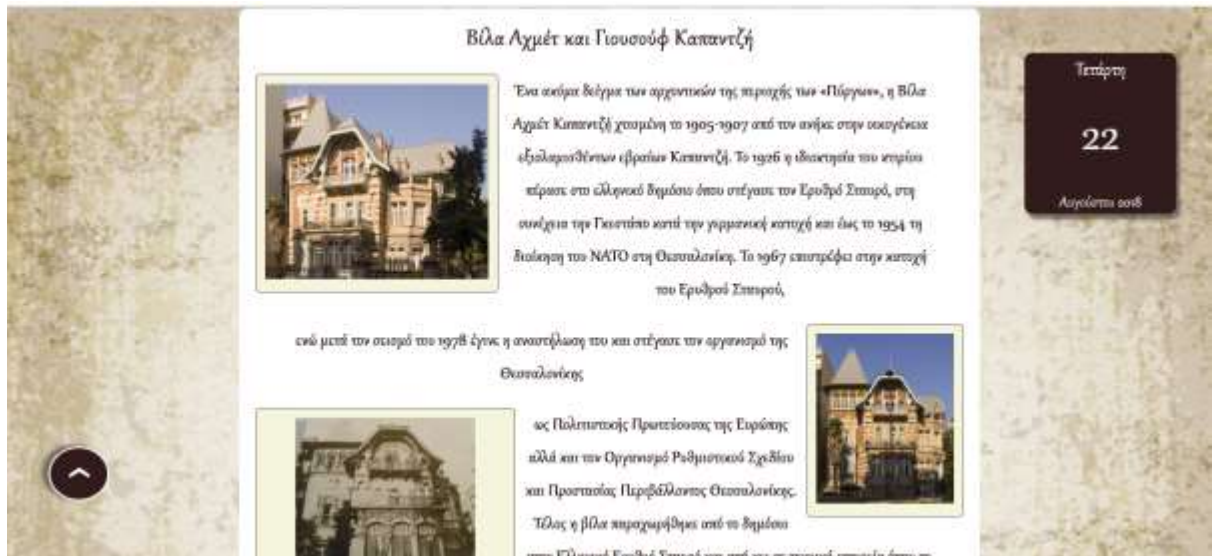 Βίλα Αχμέτ και Γιουσούφ Καπαντζή
Ένα ακόμα δείγμα των αρχοντικών της περιοχής των «Πύργων», η Βίλα
Αχμέτ Καπαντζή χτισμένη το 1905-1907 από τον ανήκε στην οικογένεια
εξισλαμισθέντων εβραίων Καπαντζή. Το 1926 η ιδιοκτησία του κτιρίου
πέρασε στο ελληνικό δημόσιο όπου στέγασε τον Ερυθρό Σταυρό, στη
συνέχεια την Γκεστάπο κατά την γερμανική κατοχή και έως το 1954 τη
διοίκηση του ΝΑΤΟ στη Θεσσαλονίκη. Το 1967 επιστρέφει στην κατοχή
του Ερυθρού Σταυρού,
ενώ μετά τον σεισμό του 1978 έγινε η αναστήλωση του και στέγασε τον οργανισμό της
Θεσσαλονίκης
ως Πολιτιστικής Πρωτεύουσας της Ευρώπης
αλλά και τον Οργανισμό Ρυθμιστικού Σχεδίου
και Προστασίας Περιβάλλοντος Θεσσαλονίκης.
Τέλος η βίλα παραχωρήθηκε από το δημόσιο
Τετάρτη
22
Αυγούστου 2018